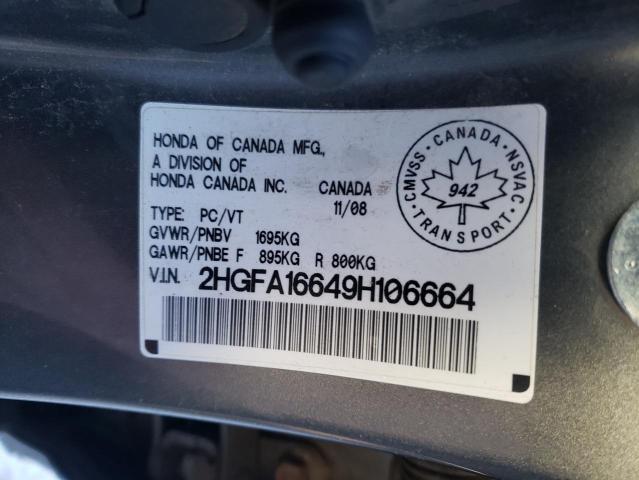 HONDA OF CANADA MFG.,
A DIVISION OF
HONDA CANADA INC. CANADA
11/08
TYPE: PC/VT
GVWR/PNBV 1695KG
GAWR/PNBE F 895KG R 800KG
V.I.N. 2HGFA16649H106664
CMVSS - CANADA - NSVAC
942
TRANSPORT